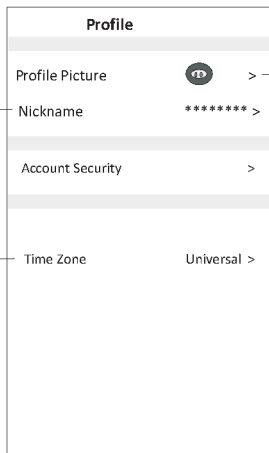 Profile
Profile Picture >
Nickname ******** >
Account Security >
Time Zone Universal >